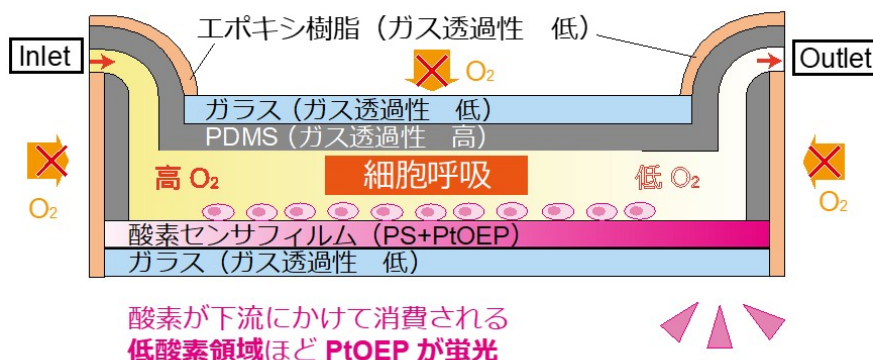 エポキシ樹脂（ガス透過性　低）
Inlet
O₂
Outlet
ガラス（ガス透過性　低）
PDMS（ガス透過性　高）
高 O₂
細胞呼吸
低 O₂
O₂
O₂
酸素センサフィルム（PS+PtOEP）
ガラス（ガス透過性　低）
酸素が下流にかけて消費される
低酸素領域ほど PtOEP が蛍光